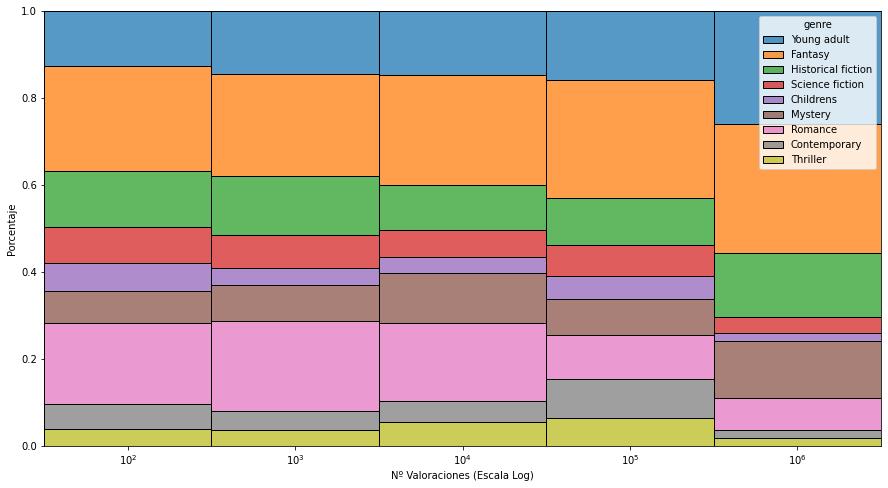 1.0
0.8
0.6
0.4
0.2
0.0
Porcentaje
10²
10³
10⁴
10⁵
10⁶
Nº Valoraciones (Escala Log)
genre
Young adult
Fantasy
Historical fiction
Science fiction
Childrens
Mystery
Romance
Contemporary
Thriller